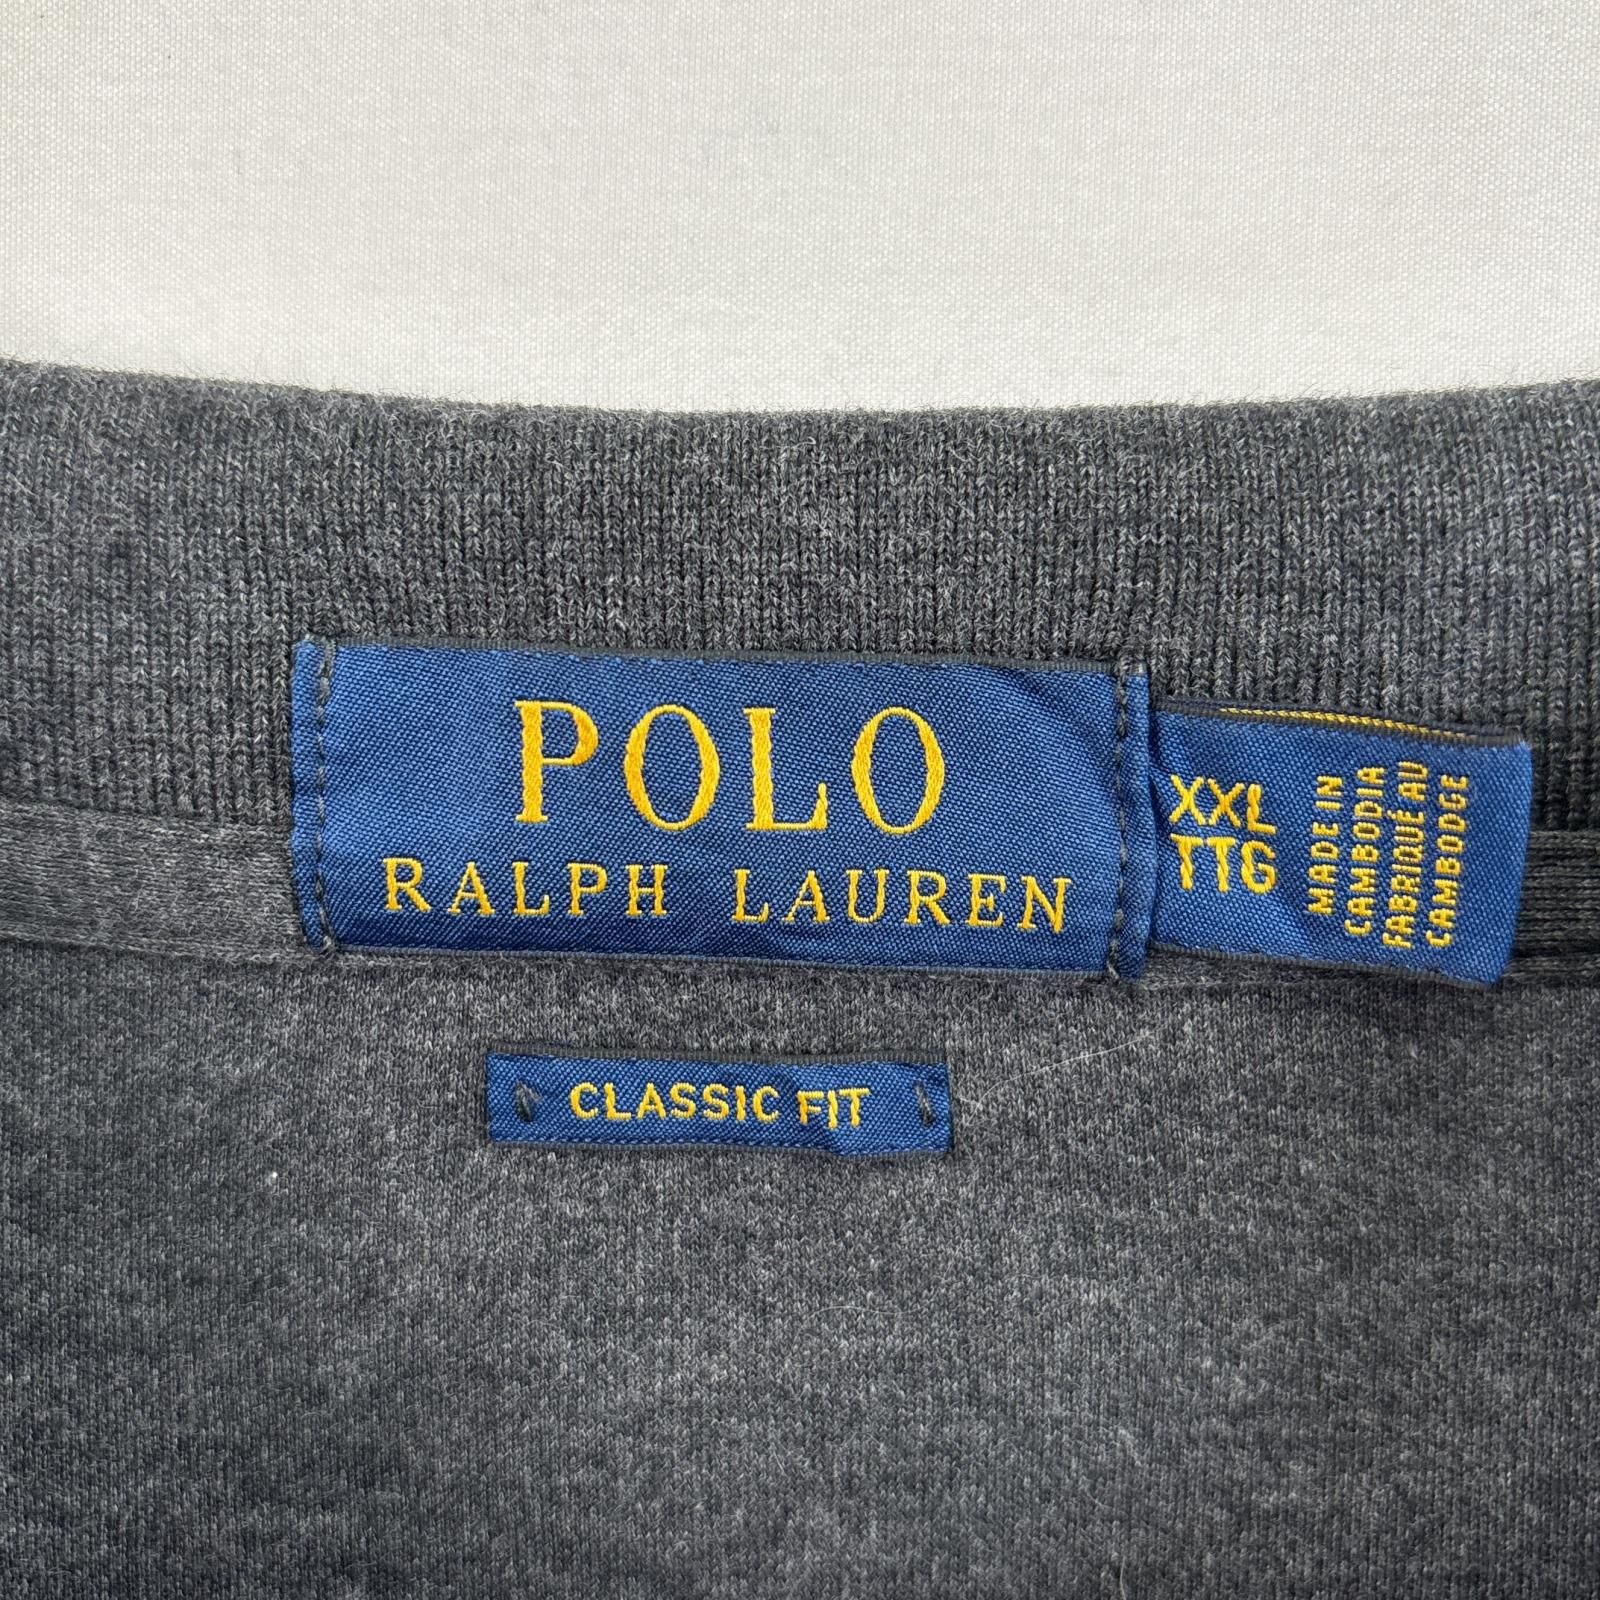 POLO
RALPH LAUREN
XXL
TTG
MADE IN
CAMBODIA
FABRIQUÉ AU
CAMBODGE
CLASSIC FIT